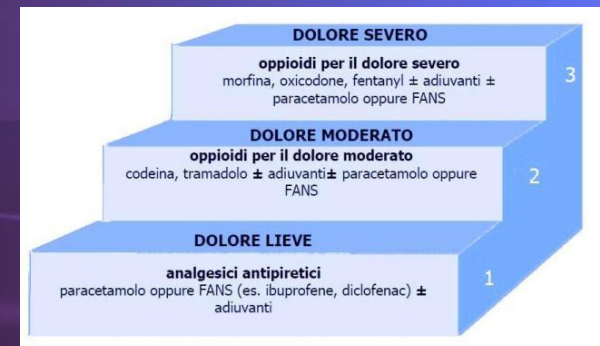 DOLORE SEVERO
oppioidi per il dolore severo
morfina, oxicodone, fentanyl ± adiuvanti ±
paracetamolo oppure FANS
3
DOLORE MODERATO
oppioidi per il dolore moderato
codeina, tramadolo ± adiuvanti± paracetamolo oppure
FANS
2
DOLORE LIEVE
analgesici antipiretici
paracetamolo oppure FANS (es. ibuprofene, diclofenac) ±
adiuvanti
1